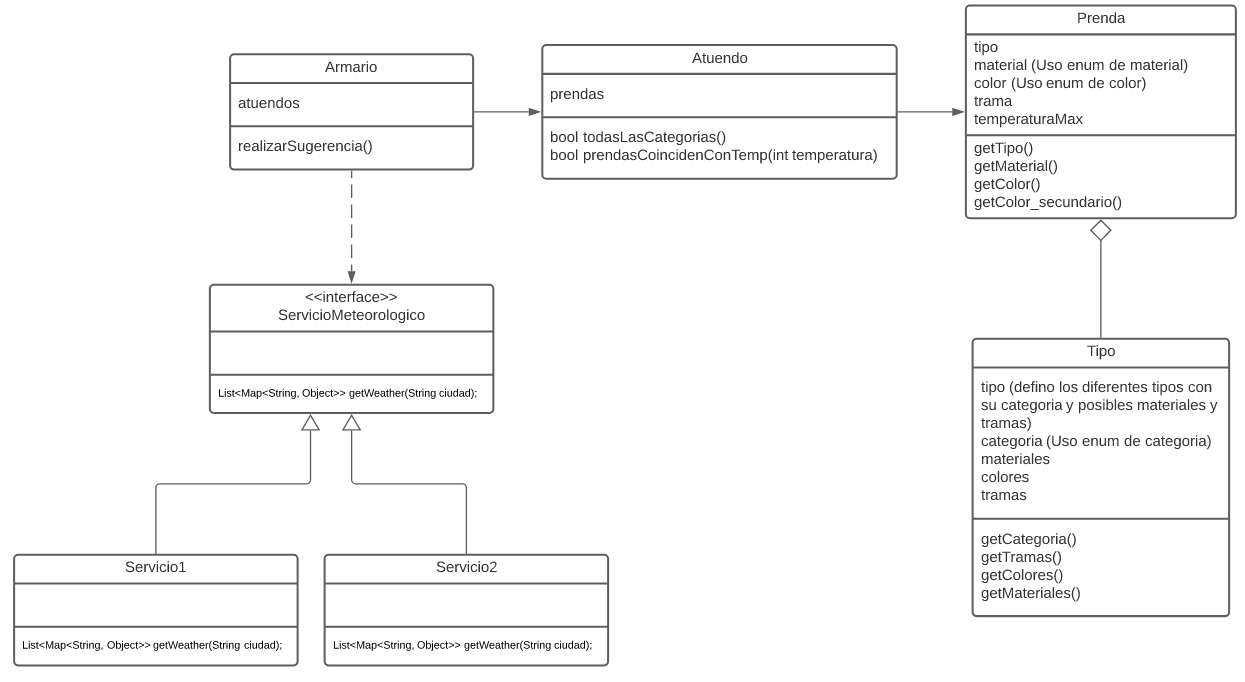 Armario
atuendos
realizarSugerencia()
Atuendo
prendas
bool todasLasCategorias()
bool prendasCoincidenConTemp(int temperatura)
Prenda
tipo
material (Uso enum de material)
color (Uso enum de color)
trama
temperaturaMax
getTipo()
getMaterial()
getColor()
getColor_secundario()
<<interface>>
ServicioMeteorologico
List<Map<String, Object>> getWeather(String ciudad);
Tipo
tipo (defino los diferentes tipos con
su categoria y posibles materiales y
tramas)
categoria (Uso enum de categoria)
materiales
colores
tramas
getCategoria()
getTramas()
getColores()
getMateriales()
Servicio1
List<Map<String, Object>> getWeather(String ciudad);
Servicio2
List<Map<String, Object>> getWeather(String ciudad);